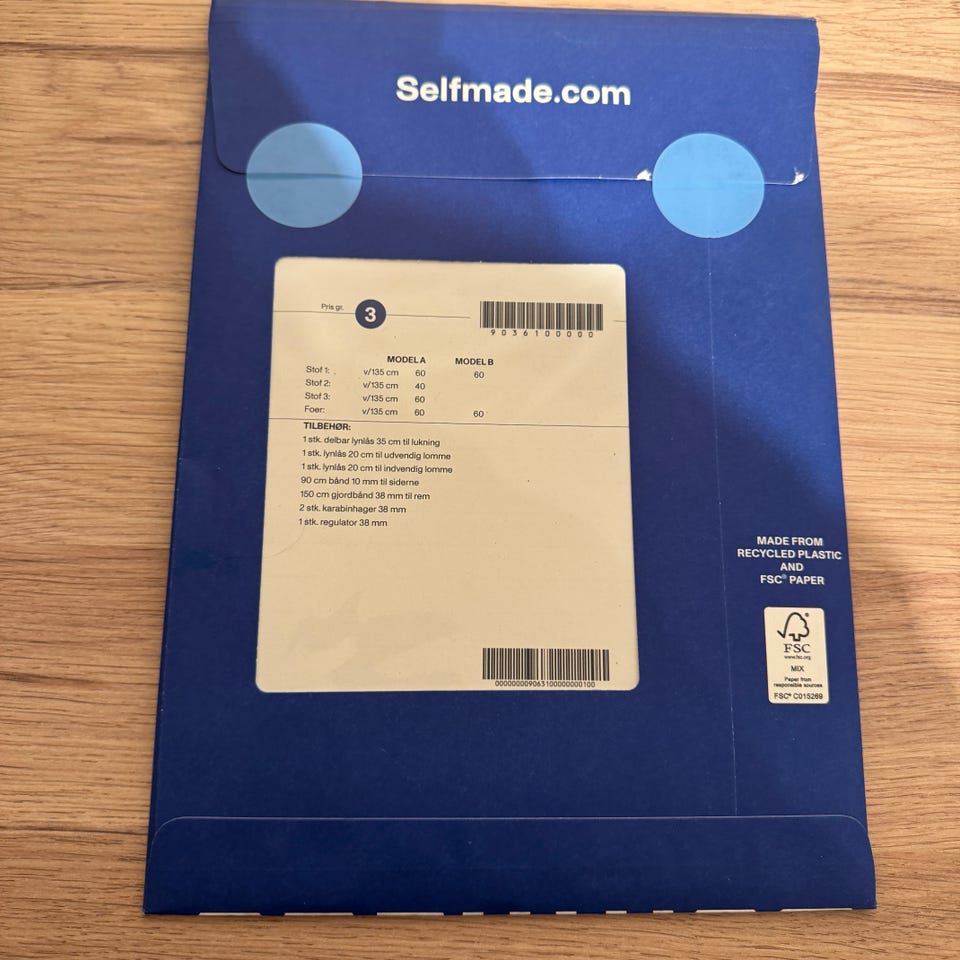 Selfmade.com
Pris gr. 3
9036100000
MODEL A MODEL B
Stof 1: v/135 cm 60 60
Stof 2: v/135 cm 40
Stof 3: v/135 cm 60
Foer: v/135 cm 60 60
TILBEHØR:
1 stk. delbar lynlås 35 cm til lukning
1 stk. lynlås 20 cm til udvendig lomme
1 stk. lynlås 20 cm til indvendig lomme
90 cm bånd 10 mm til siderne
150 cm gjordbånd 38 mm til rem
2 stk. karabinhager 38 mm
1 stk. regulator 38 mm
MADE FROM
RECYCLED PLASTIC
AND
FSC® PAPER
FSC
www.fsc.org
MIX
Paper from
responsible sources
FSC® C015269